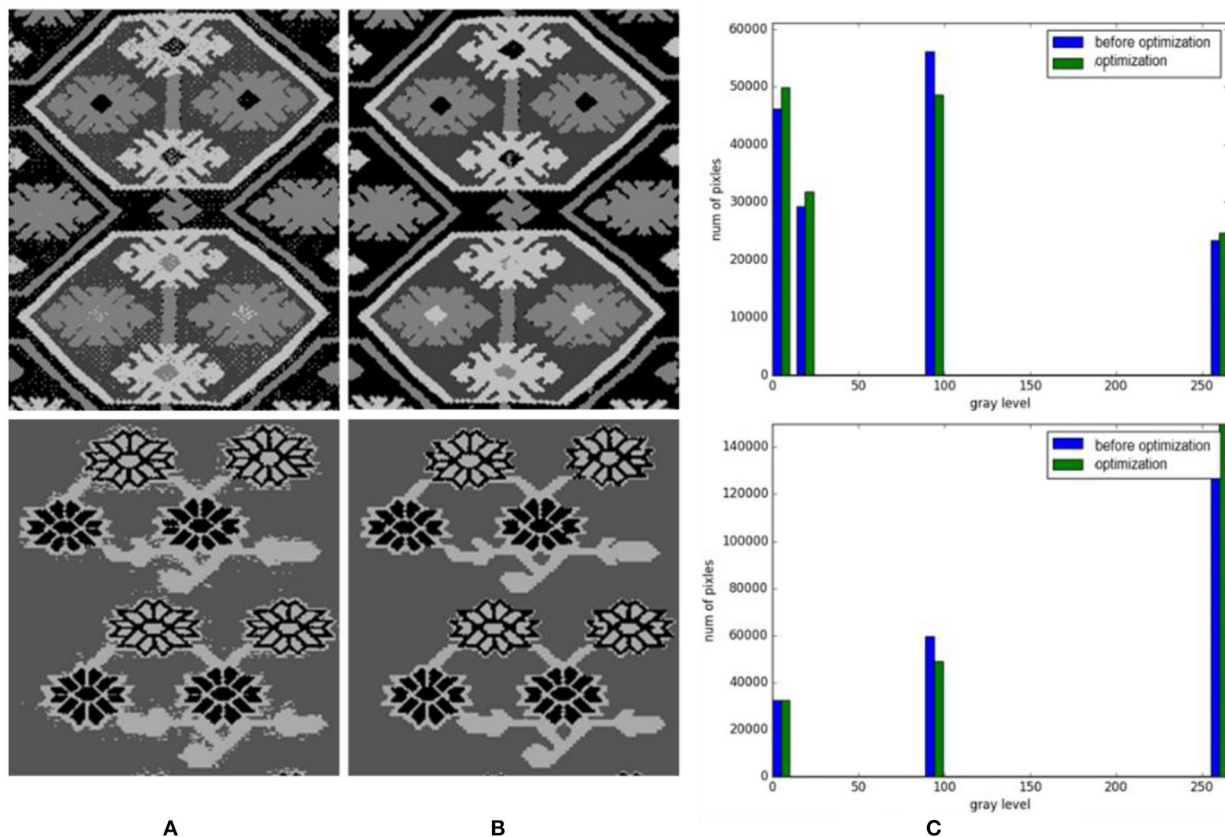 60000
50000
40000
30000
20000
10000
0
num of pixles
before optimization
optimization
0 50 100 150 200 250
gray level
140000
120000
100000
80000
60000
40000
20000
0
num of pixles
before optimization
optimization
0 50 100 150 200 250
gray level
A B C